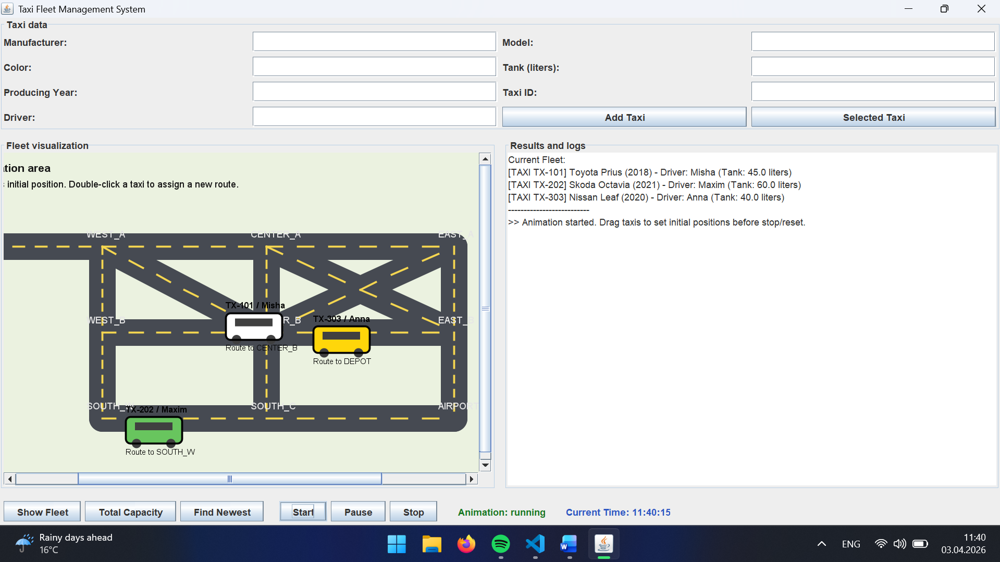 Taxi Fleet Management System
Taxi data
Manufacturer:
Model:
Color:
Tank (liters):
Producing Year:
Taxi ID:
Driver:
Add Taxi
Selected Taxi
Fleet visualization
tion area
initial position. Double-click a taxi to assign a new route.
WEST_A
CENTER_A
EAST_A
TX-101 / Misha
WEST_B
R_B
TX-303 / Anna
EAST_B
Route to CENTER_B
Route to DEPOT
SOUTH_W
TX-202 / Maxim
SOUTH_C
AIRPORT
Route to SOUTH_W
Results and logs
Current Fleet:
[TAXI TX-101] Toyota Prius (2018) - Driver: Misha (Tank: 45.0 liters)
[TAXI TX-202] Skoda Octavia (2021) - Driver: Maxim (Tank: 60.0 liters)
[TAXI TX-303] Nissan Leaf (2020) - Driver: Anna (Tank: 40.0 liters)
--------------------------
>> Animation started. Drag taxis to set initial positions before stop/reset.
Show Fleet
Total Capacity
Find Newest
Start
Pause
Stop
Animation: running
Current Time: 11:40:15
Rainy days ahead
16°C
W
ENG
11:40
03.04.2026